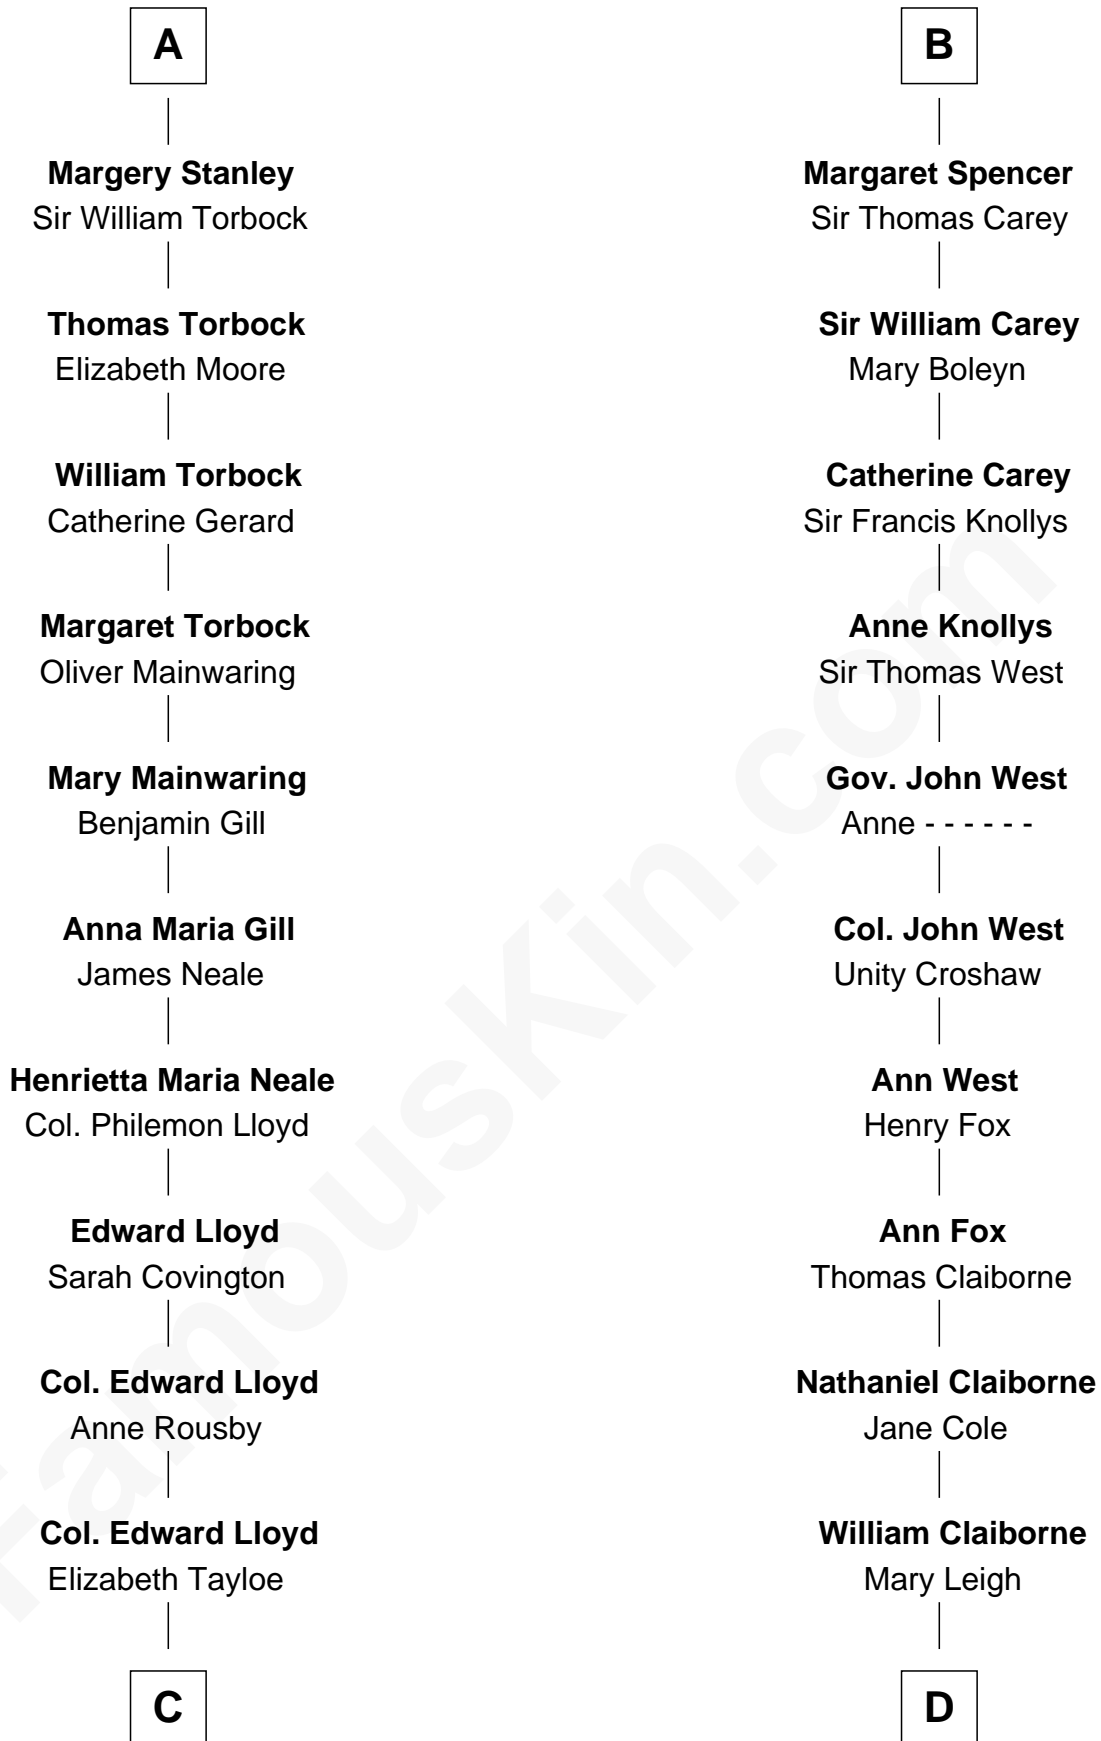 A
Margery Stanley
Sir William Torbock
Thomas Torbock
Elizabeth Moore
William Torbock
Catherine Gerard
Margaret Torbock
Oliver Mainwaring
Mary Mainwaring
Benjamin Gill
Anna Maria Gill
James Neale
Henrietta Maria Neale
Col. Philemon Lloyd
Edward Lloyd
Sarah Covington
Col. Edward Lloyd
Anne Rousby
Col. Edward Lloyd
Elizabeth Tayloe
C
B
Margaret Spencer
Sir Thomas Carey
Sir William Carey
Mary Boleyn
Catherine Carey
Sir Francis Knollys
Anne Knollys
Sir Thomas West
Gov. John West
Anne - - - - - -
Col. John West
Unity Croshaw
Ann West
Henry Fox
Ann Fox
Thomas Claiborne
Nathaniel Claiborne
Jane Cole
William Claiborne
Mary Leigh
D
FamousKin.com